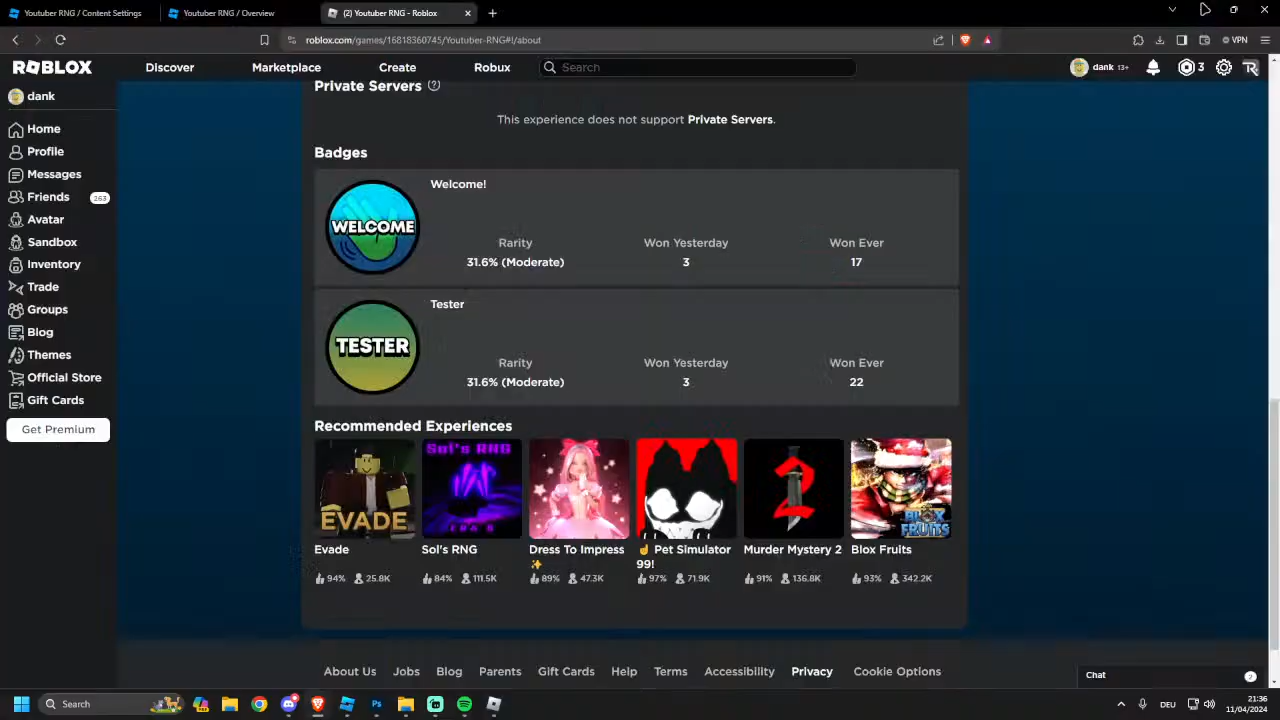 Youtuber RNG / Content Settings
Youtuber RNG / Overview
(2) Youtuber RNG - Roblox
roblox.com/games/16818360745/Youtuber-RNG#!/about
VPN
ROBLOX
Discover
Marketplace
Create
Robux
Search
dank 13+
3
dank
Home
Profile
Messages
Friends
263
Avatar
Sandbox
Inventory
Trade
Groups
Blog
Themes
Official Store
Gift Cards
Get Premium
Private Servers
This experience does not support Private Servers.
Badges
WELCOME
Welcome!
Rarity
Won Yesterday
Won Ever
31.6% (Moderate)
3
17
TESTER
Tester
Rarity
Won Yesterday
Won Ever
31.6% (Moderate)
3
22
Recommended Experiences
EVADE
Sol's RNG
ERA 6
2
BLOX
FRUITS
Evade
Sol's RNG
Dress To Impress
✨
☝ Pet Simulator
99!
Murder Mystery 2
Blox Fruits
94% 25.8K
84% 111.5K
89% 47.3K
97% 71.9K
91% 136.8K
93% 342.2K
About Us
Jobs
Blog
Parents
Gift Cards
Help
Terms
Accessibility
Privacy
Cookie Options
Chat
2
Search
DEU
21:36
11/04/2024